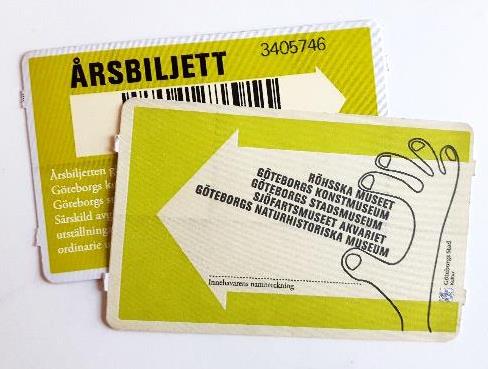 ÅRSBILJETT
3405746
Årsbiljetten
Göteborgs
Göteborgs
Särskild
utställning
ordinarie
RÖHSSKA MUSEET
GÖTEBORGS KONSTMUSEUM
GÖTEBORGS STADSMUSEUM
SJÖFARTSMUSEET AKVARIET
GÖTEBORGS NATURHISTORISKA MUSEUM
Innehavarens namnteckning
Göteborgs Stad
Kultur